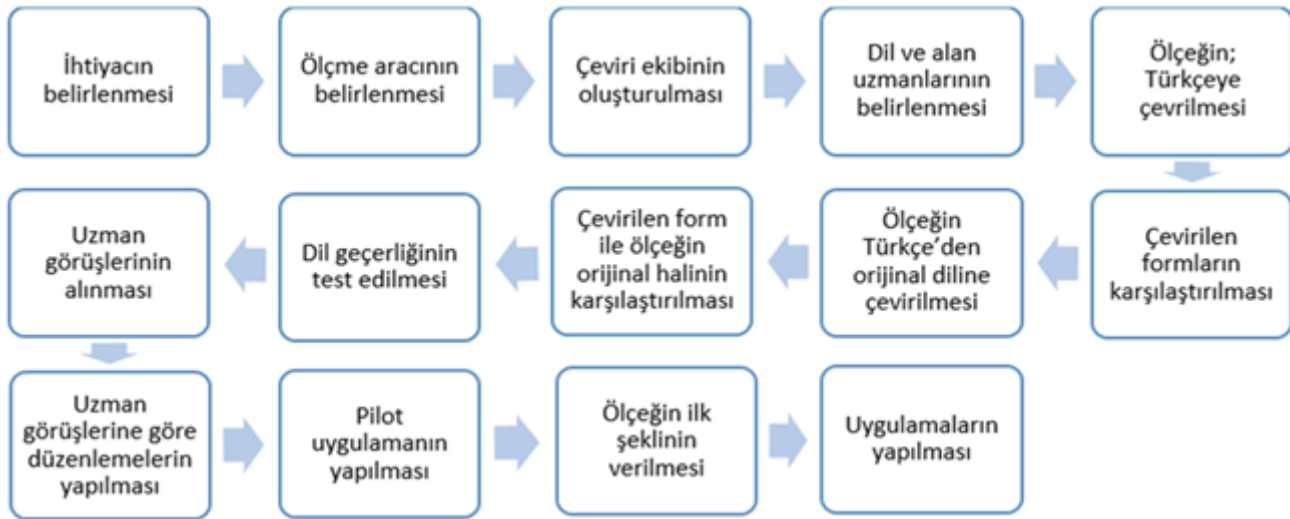 İhtiyacın
belirlenmesi
Ölçme aracının
belirlenmesi
Çeviri ekibinin
oluşturulması
Dil ve alan
uzmanlarının
belirlenmesi
Ölçeğin;
Türkçeye
çevrilmesi
Çevirilen
formların
karşılaştırılması
Ölçeğin
Türkçe’den
orijinal diline
çevirilmesi
Çevirilen form
ile ölçeğin
orijinal halinin
karşılaştırılması
Dil geçerliğinin
test edilmesi
Uzman
görüşlerinin
alınması
Uzman
görüşlerine göre
düzenlemelerin
yapılması
Pilot
uygulamanın
yapılması
Ölçeğin ilk
şeklinin
verilmesi
Uygulamaların
yapılması